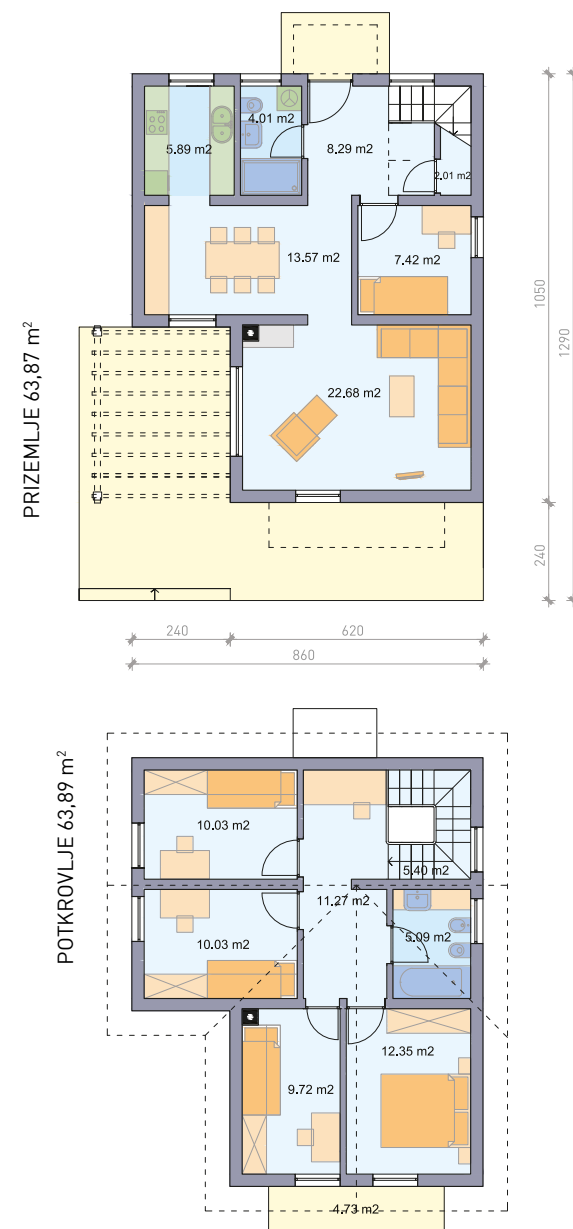 PRIZEMLJE 63,87 m²
5.89 m2
4.01 m2
8.29 m2
2.01 m2
13.57 m2
7.42 m2
22.68 m2
1050
1290
240
240
620
860
POTKROVLJE 63,89 m²
10.03 m2
5.40 m2
11.27 m2
10.03 m2
5.09 m2
12.35 m2
9.72 m2
4.73 m2